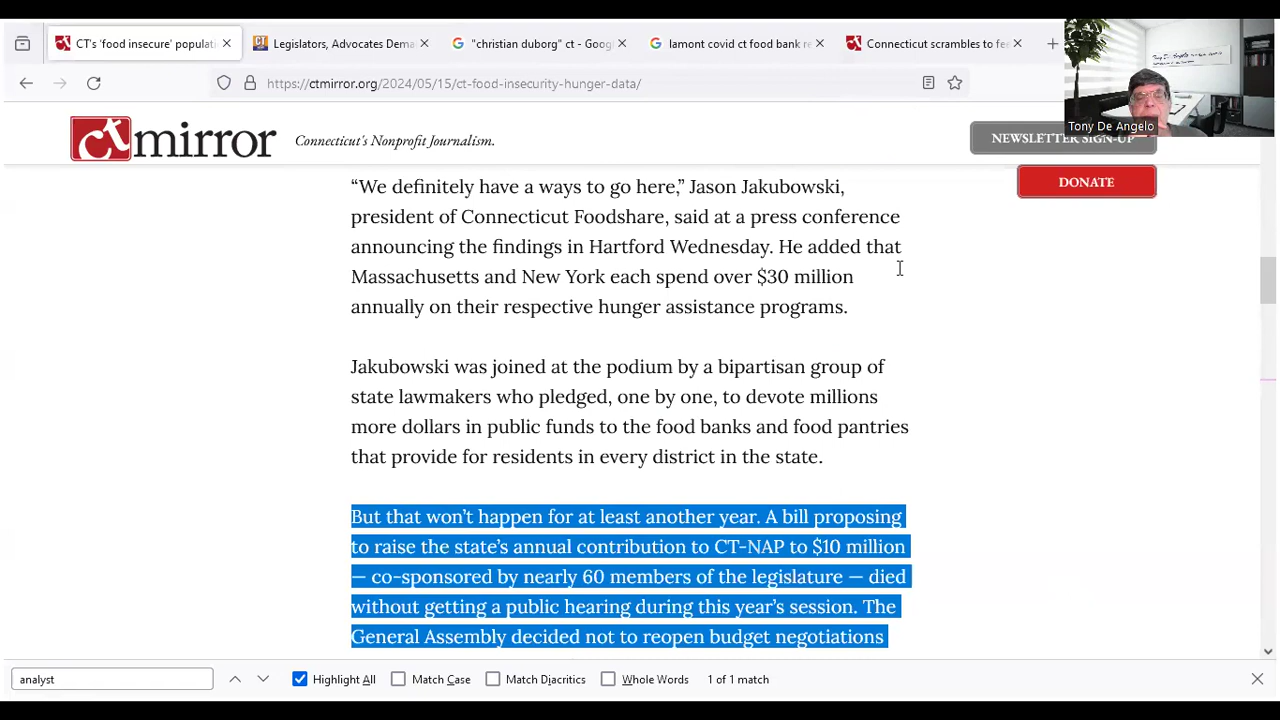 CT's 'food insecure' populati
Legislators, Advocates Dema
"christian duborg" ct - Goog
lamont covid ct food bank re
Connecticut scrambles to fee
https://ctmirror.org/2024/05/15/ct-food-insecurity-hunger-data/
Tony De Angelo
ct mirror
Connecticut's Nonprofit Journalism.
NEWSLETTER SIGN-UP
DONATE
“We definitely have a ways to go here,” Jason Jakubowski,
president of Connecticut Foodshare, said at a press conference
announcing the findings in Hartford Wednesday. He added that
Massachusetts and New York each spend over $30 million
annually on their respective hunger assistance programs.
Jakubowski was joined at the podium by a bipartisan group of
state lawmakers who pledged, one by one, to devote millions
more dollars in public funds to the food banks and food pantries
that provide for residents in every district in the state.
But that won’t happen for at least another year. A bill proposing
to raise the state’s annual contribution to CT-NAP to $10 million
— co-sponsored by nearly 60 members of the legislature — died
without getting a public hearing during this year’s session. The
General Assembly decided not to reopen budget negotiations
analyst
Highlight All
Match Case
Match Diacritics
Whole Words
1 of 1 match